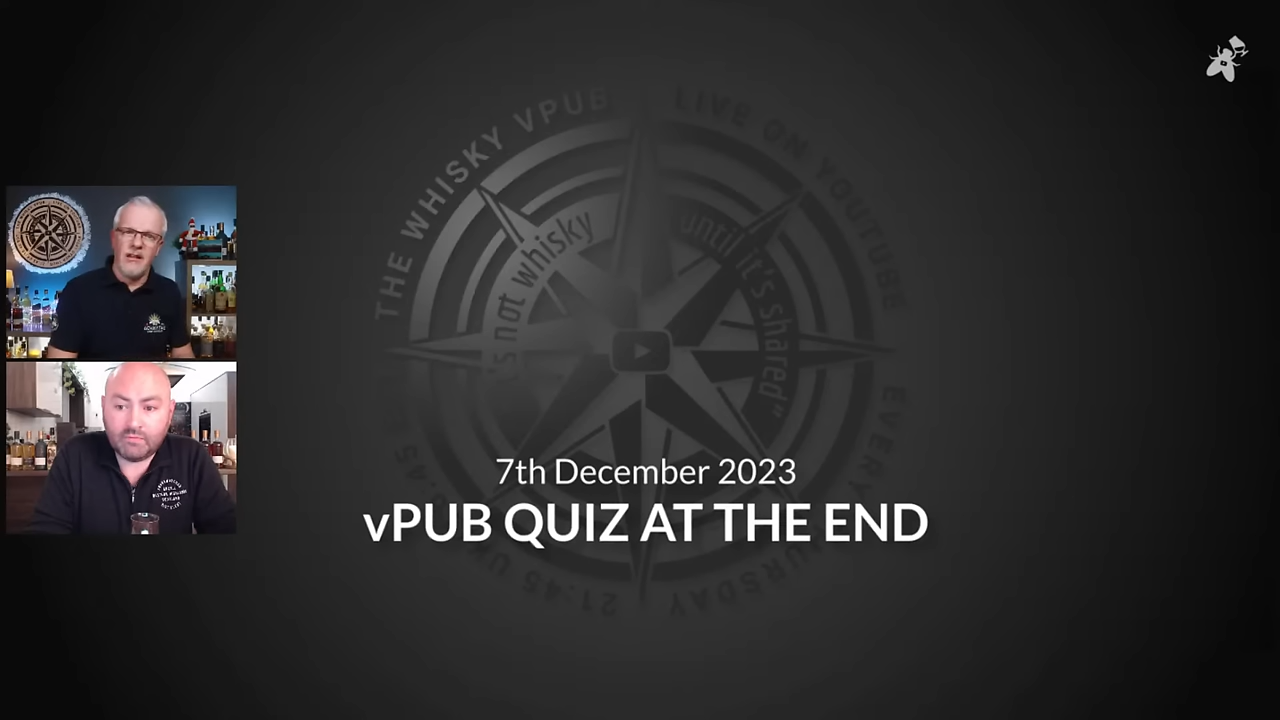 THE WHISKY VPUB
LIVE ON YOUTUBE
EVERY
THURSDAY
21:45 UK
's not whisky
until it's shared"
7th December 2023
vPUB QUIZ AT THE END